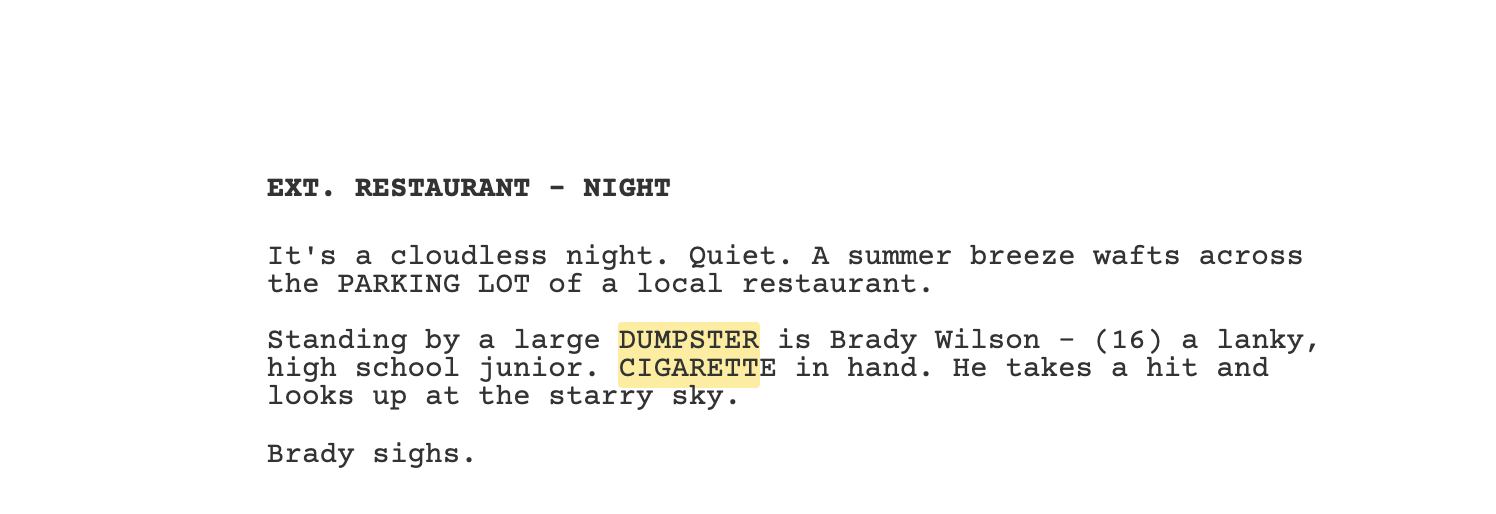 EXT. RESTAURANT - NIGHT
It's a cloudless night. Quiet. A summer breeze wafts across
the PARKING LOT of a local restaurant.
Standing by a large DUMPSTER is Brady Wilson - (16) a lanky,
high school junior. CIGARETTE in hand. He takes a hit and
looks up at the starry sky.
Brady sighs.